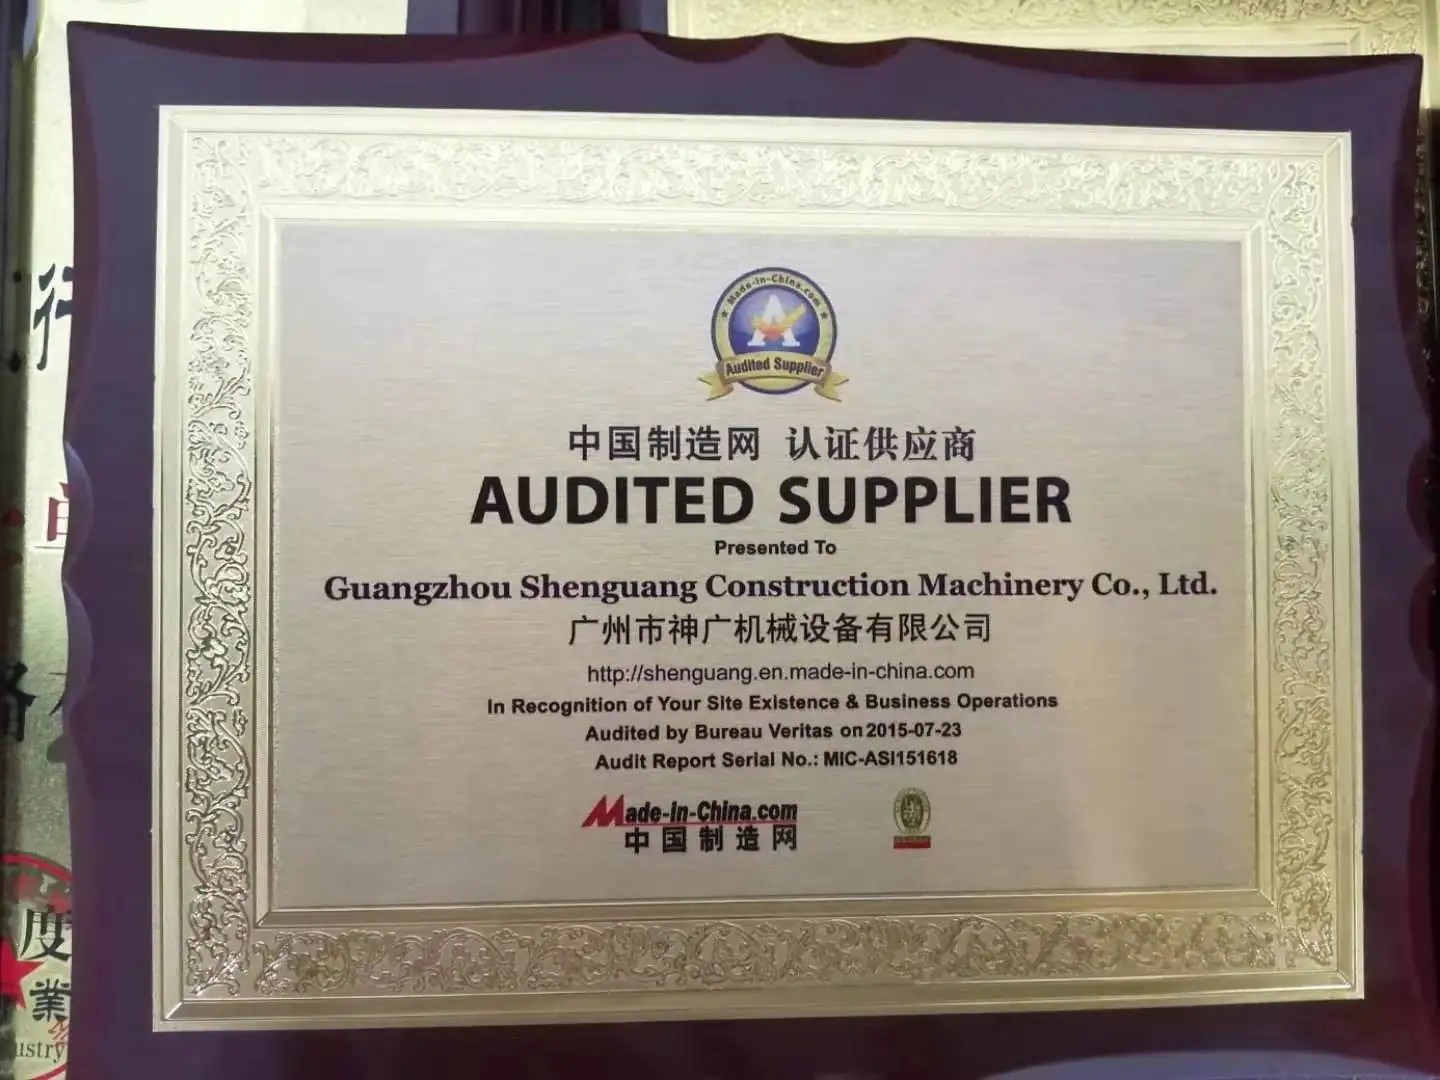 Made-in-China.com
Audited Supplier
中国制造网 认证供应商
AUDITED SUPPLIER
Presented To
Guangzhou Shenguang Construction Machinery Co., Ltd.
广州市神广机械设备有限公司
http://shenguang.en.made-in-china.com
In Recognition of Your Site Existence & Business Operations
Audited by Bureau Veritas on 2015-07-23
Audit Report Serial No.: MIC-ASI151618
Made-in-China.com
中国制造网
行
度
業